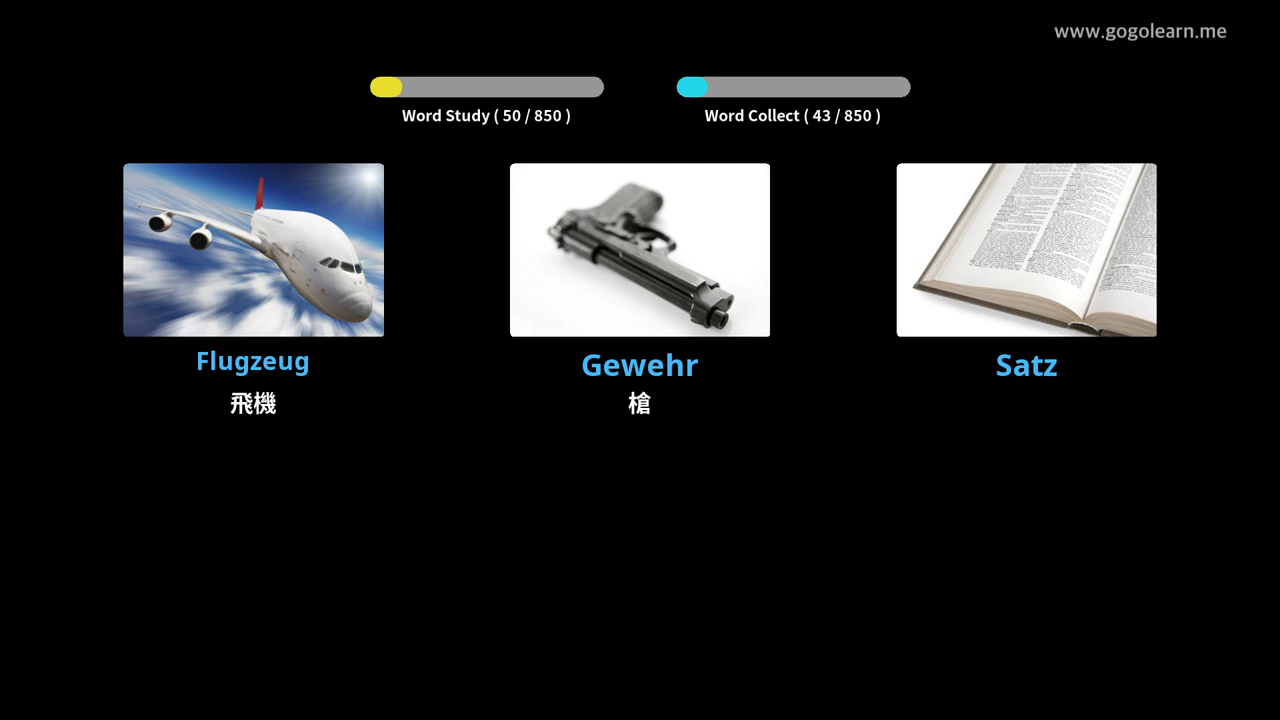 www.gogolearn.me
Word Study ( 50 / 850 )
Word Collect ( 43 / 850 )
Flugzeug
Gewehr
Satz
飛機
槍